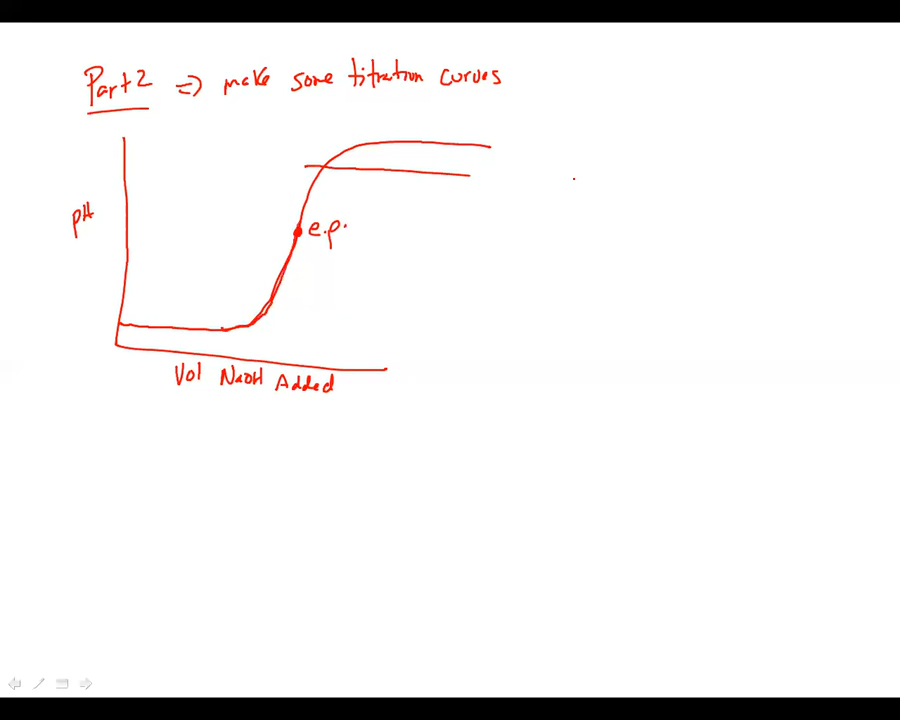 Part 2 => make some titration curves
pH
e.p.
Vol NaOH Added